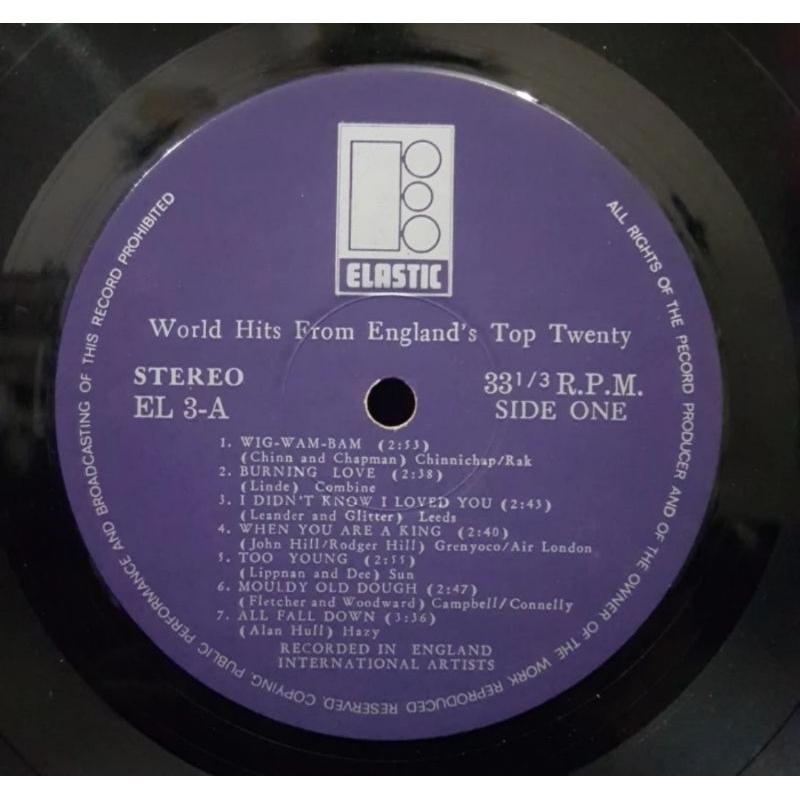 ELASTIC
World Hits From England's Top Twenty
STEREO
EL 3-A
33 1/3 R.P.M.
SIDE ONE
1. WIG-WAM-BAM (2:53)
(Chinn and Chapman) Chinnichap/Rak
2. BURNING LOVE (2:38)
(Linde) Combine
3. I DIDN'T KNOW I LOVED YOU (2:43)
(Leander and Glitter) Leeds
4. WHEN YOU ARE A KING (2:40)
(John Hill/Rodger Hill) Grenyoco/Air London
5. TOO YOUNG (2:55)
(Lippnan and Dee) Sun
6. MOULDY OLD DOUGH (2:47)
(Fletcher and Woodward) Campbell/Connelly
7. ALL FALL DOWN (3:36)
(Alan Hull) Hazy
RECORDED IN ENGLAND
INTERNATIONAL ARTISTS
ALL RIGHTS OF THE PECORD PRODUCER AND OF THE OWNER OF THE WORK REPRODUCED RESERVED. COPYING, PUBLIC PERFORMANCE AND BROADCASTING OF THIS RECORD PROHIBITED